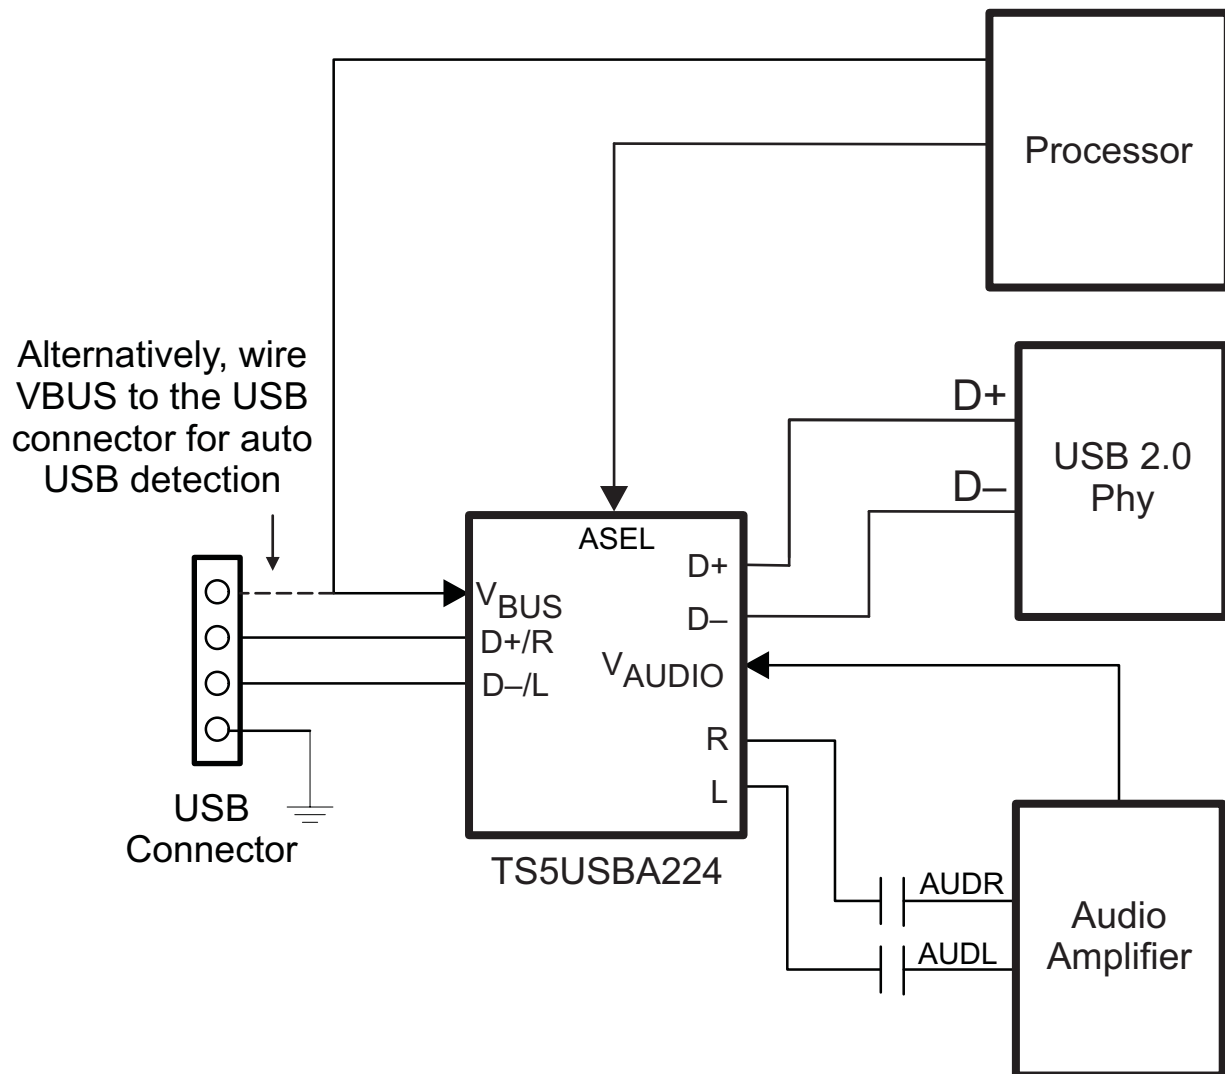 Processor
Alternatively, wire
VBUS to the USB
connector for auto
USB detection
D+
D–
USB 2.0
Phy
ASEL
VBUS
D+/R
D–/L
D+
D–
VAUDIO
R
L
USB
Connector
TS5USBA224
AUDR
AUDL
Audio
Amplifier